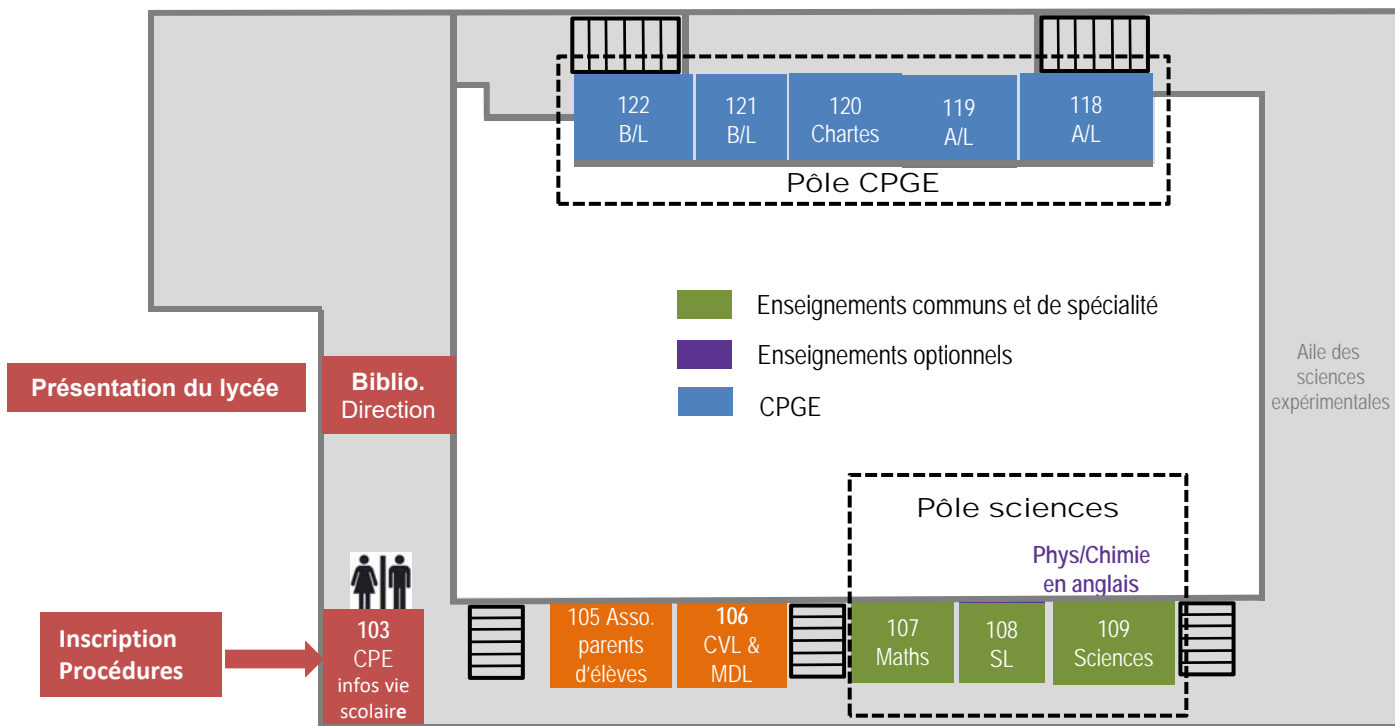 122
B/L
121
B/L
120
Chartes
119
A/L
118
A/L
Pôle CPGE
Enseignements communs et de spécialité
Enseignements optionnels
CPGE
Présentation du lycée
Biblio.
Direction
Aile des
sciences
expérimentales
Pôle sciences
Phys/Chimie
en anglais
Inscription
Procédures
103
CPE
infos vie
scolaire
105 Asso.
parents
d'élèves
106
CVL &
MDL
107
Maths
108
SL
109
Sciences